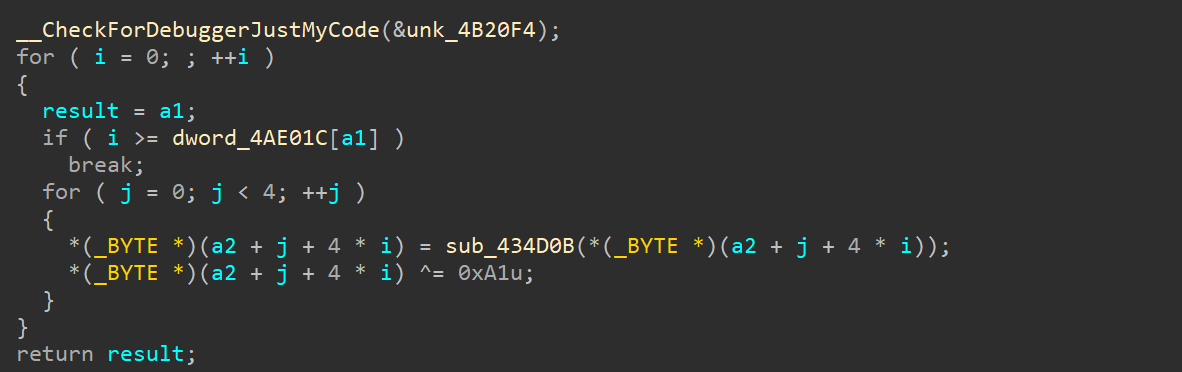 __CheckForDebuggerJustMyCode(&unk_4B20F4);
for ( i = 0; ; ++i )
{
  result = a1;
  if ( i >= dword_4AE01C[a1] )
    break;
  for ( j = 0; j < 4; ++j )
  {
    *(_BYTE *)(a2 + j + 4 * i) = sub_434D0B(*(_BYTE *)(a2 + j + 4 * i));
    *(_BYTE *)(a2 + j + 4 * i) ^= 0xA1u;
  }
}
return result;